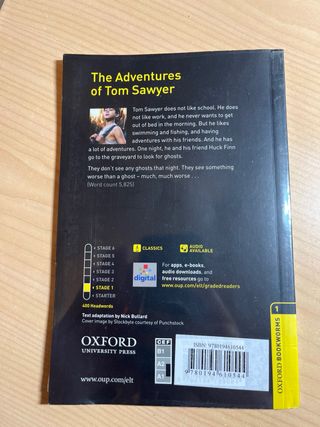 The Adventures
of Tom Sawyer
Tom Sawyer does not like school. He does
not like work, and he never wants to get
out of bed in the morning. But he likes
swimming and fishing, and having
adventures with his friends. And he has
a lot of adventures. One night, he and his friend Huck Finn
go to the graveyard to look for ghosts.
They don't see any ghosts that night. They see something
worse than a ghost – much, much worse . . .
(Word count 5,825)
STAGE 6
STAGE 5
STAGE 4
STAGE 3
STAGE 2
STAGE 1
STARTER
400 Headwords
CLASSICS
AUDIO
AVAILABLE
digital
For apps, e-books,
audio downloads, and
free resources go to
www.oup.com/elt/gradedreaders
Text adaptation by Nick Bullard
Cover image by Stockbyte courtesy of Punchstock
OXFORD
UNIVERSITY PRESS
www.oup.com/elt
CEF
B1
A2
A1
ISBN: 9780194610544
9780194610544
OXFORD BOOKWORMS 1